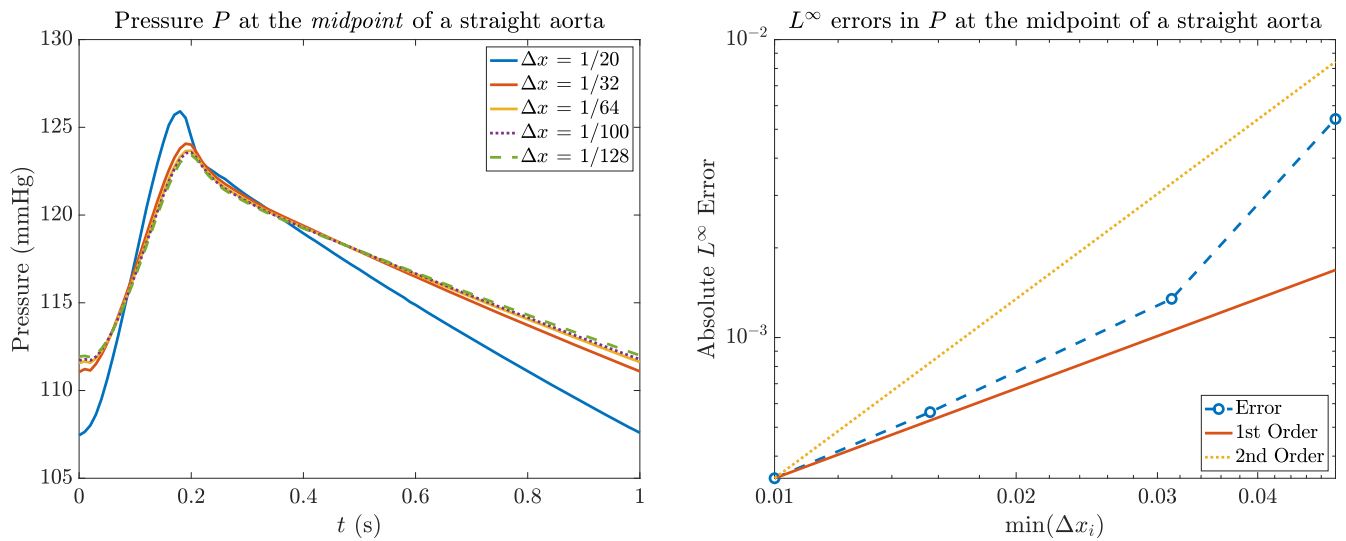 Pressure P at the midpoint of a straight aorta
130
125
120
115
110
105
Pressure (mmHg)
Δx = 1/20
Δx = 1/32
Δx = 1/64
Δx = 1/100
Δx = 1/128
0
0.2
0.4
0.6
0.8
1
t (s)
L∞ errors in P at the midpoint of a straight aorta
10⁻²
10⁻³
Absolute L∞ Error
Error
1st Order
2nd Order
0.01
0.02
0.03
0.04
min(Δxᵢ)